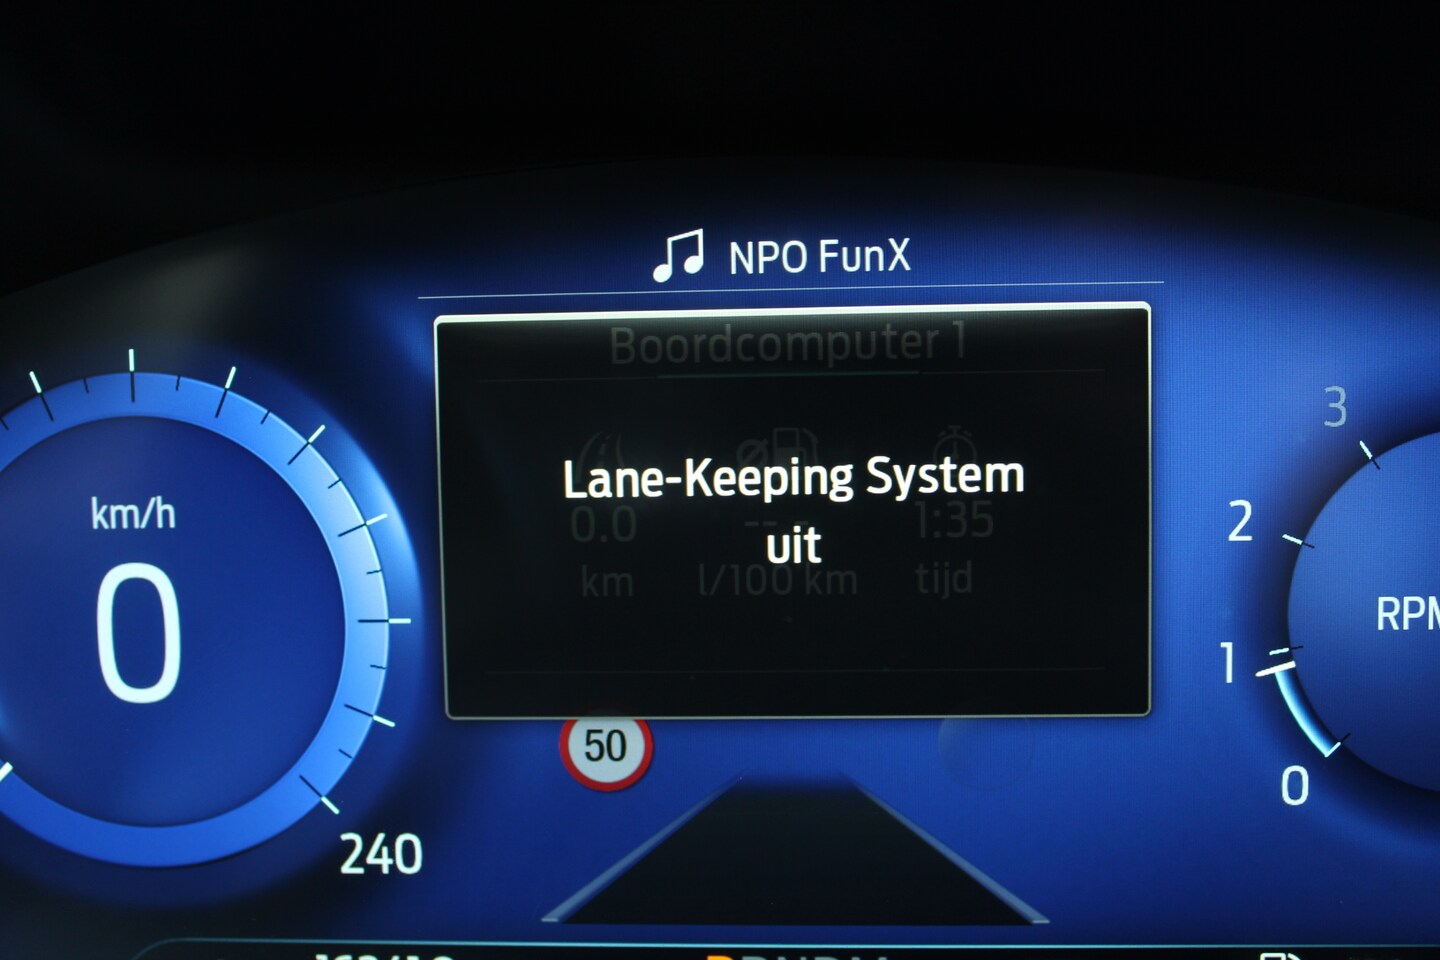 NPO FunX
Boordcomputer 1
Lane-Keeping System
uit
0.0 --.- 1:35
km l/100 km tijd
km/h
0
240
50
3
2
1
0
RPM